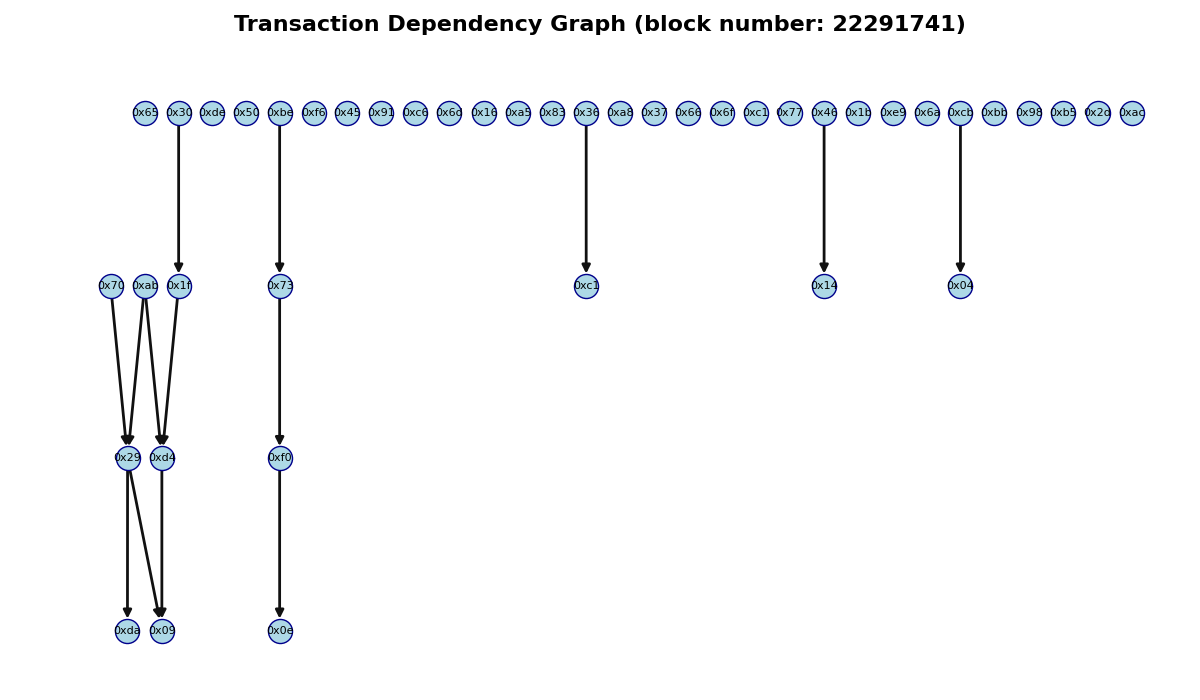 Transaction Dependency Graph (block number: 22291741)
0x65 0x30 0xde 0x50 0xbe 0xf6 0x45 0x91 0xc6 0x6d 0x16 0xa5 0x83 0x36 0xa8 0x37 0x66 0x6f 0xc1 0x77 0x46 0x1b 0xe9 0x6a 0xcb 0xbb 0x98 0xb5 0x2d 0xac
0x70 0xab 0x1f 0x73 0xc1 0x14 0x04
0x29 0xd4 0xf0
0xda 0x09 0x0e